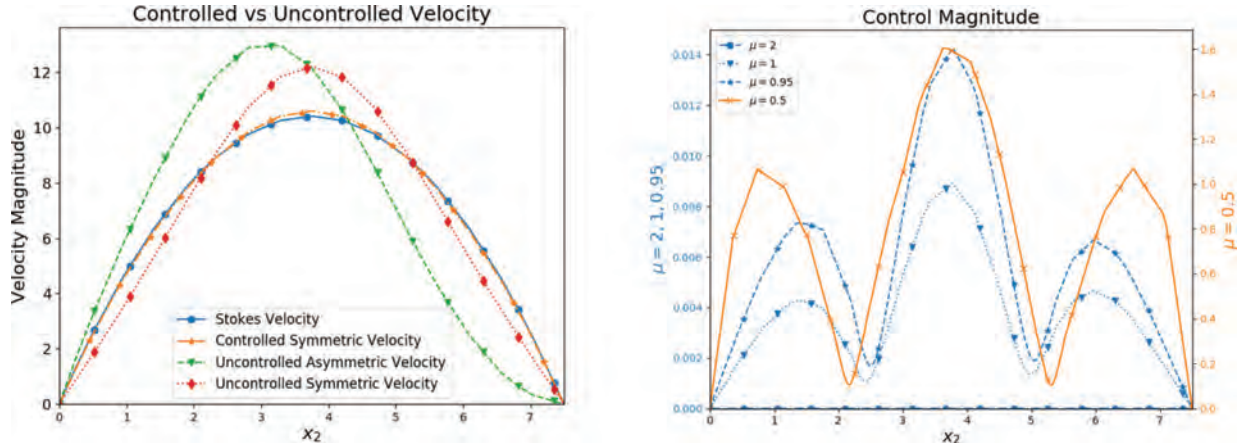 Controlled vs Uncontrolled Velocity
Velocity Magnitude
12
10
8
6
4
2
0
Stokes Velocity
Controlled Symmetric Velocity
Uncontrolled Asymmetric Velocity
Uncontrolled Symmetric Velocity
0 1 2 3 4 5 6 7
x₂
Control Magnitude
μ = 2, 1, 0.95
0.014
0.012
0.010
0.008
0.006
0.004
0.002
0.000
μ = 2
μ = 1
μ = 0.95
μ = 0.5
1.6
1.4
1.2
1.0
0.8
0.6
0.4
0.2
0.0
μ = 0.5
0 1 2 3 4 5 6 7
x₂